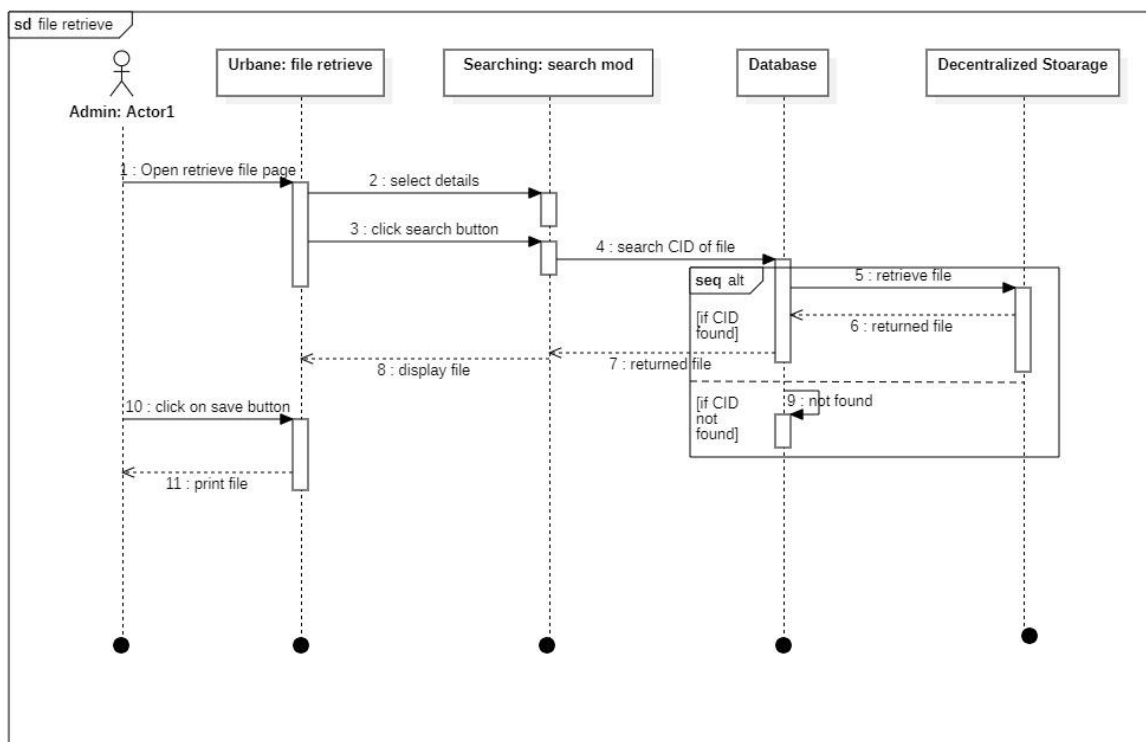 sd file retrieve
Urbane: file retrieve
Searching: search mod
Database
Decentralized Stoarage
Admin: Actor1
1 : Open retrieve file page
2 : select details
3 : click search button
4 : search CID of file
seq alt
5 : retrieve file
[if CID
found]
6 : returned file
7 : returned file
8 : display file
9 : not found
[if CID
not
found]
10 : click on save button
11 : print file